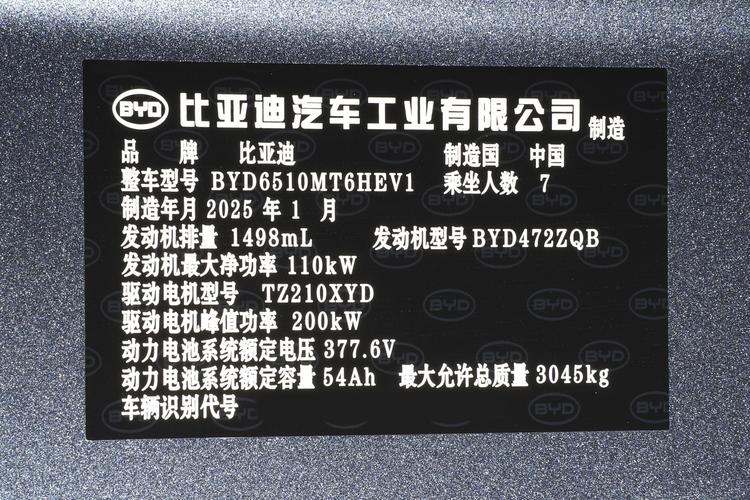 BYD 比亚迪汽车工业有限公司 制造
品 牌 比亚迪 制造国 中国
整车型号 BYD6510MT6HEV1 乘坐人数 7
制造年月 2025 年 1 月
发动机排量 1498mL 发动机型号 BYD472ZQB
发动机最大净功率 110kW
驱动电机型号 TZ210XYD
驱动电机峰值功率 200kW
动力电池系统额定电压 377.6V
动力电池系统额定容量 54Ah 最大允许总质量 3045kg
车辆识别代号